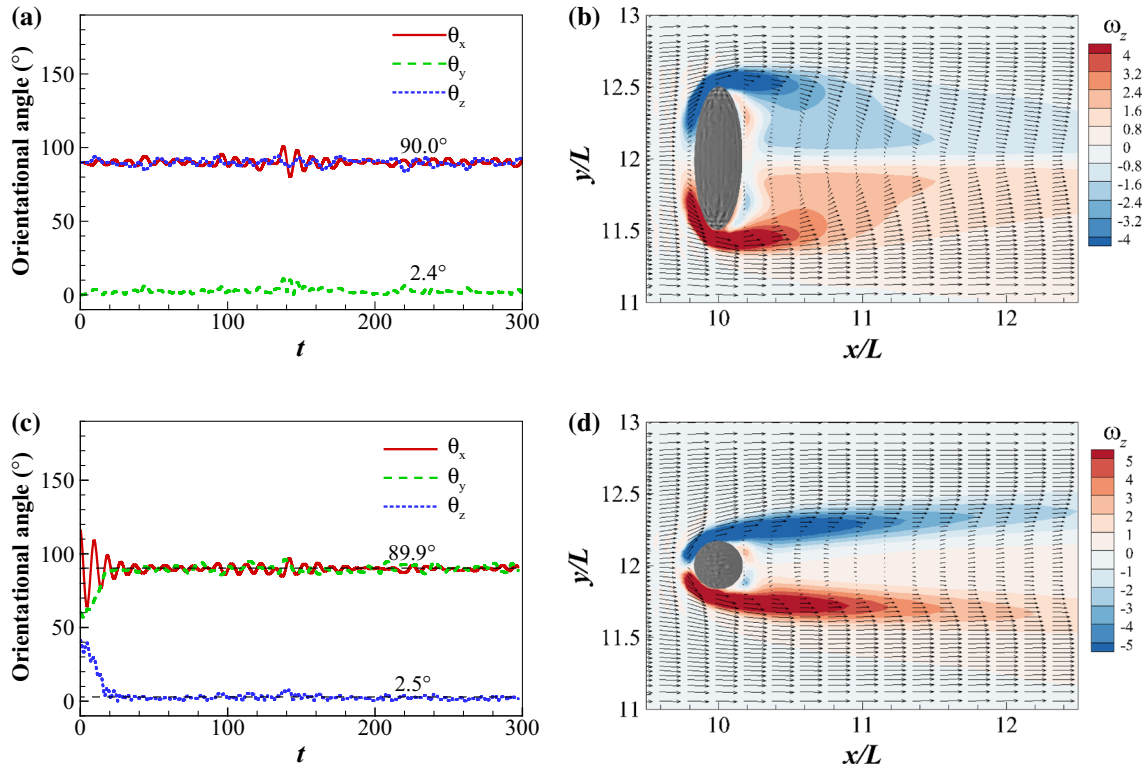 (a)
Orientational angle (°)
150
100
50
0
θx
θy
θz
90.0°
2.4°
0
100
200
300
t
(b)
y/L
13
12.5
12
11.5
11
10
11
12
x/L
ωz
4
3.2
2.4
1.6
0.8
0
-0.8
-1.6
-2.4
-3.2
-4
(c)
Orientational angle (°)
150
100
50
0
θx
θy
θz
89.9°
2.5°
0
100
200
300
t
(d)
y/L
13
12.5
12
11.5
11
10
11
12
x/L
ωz
5
4
3
2
1
0
-1
-2
-3
-4
-5